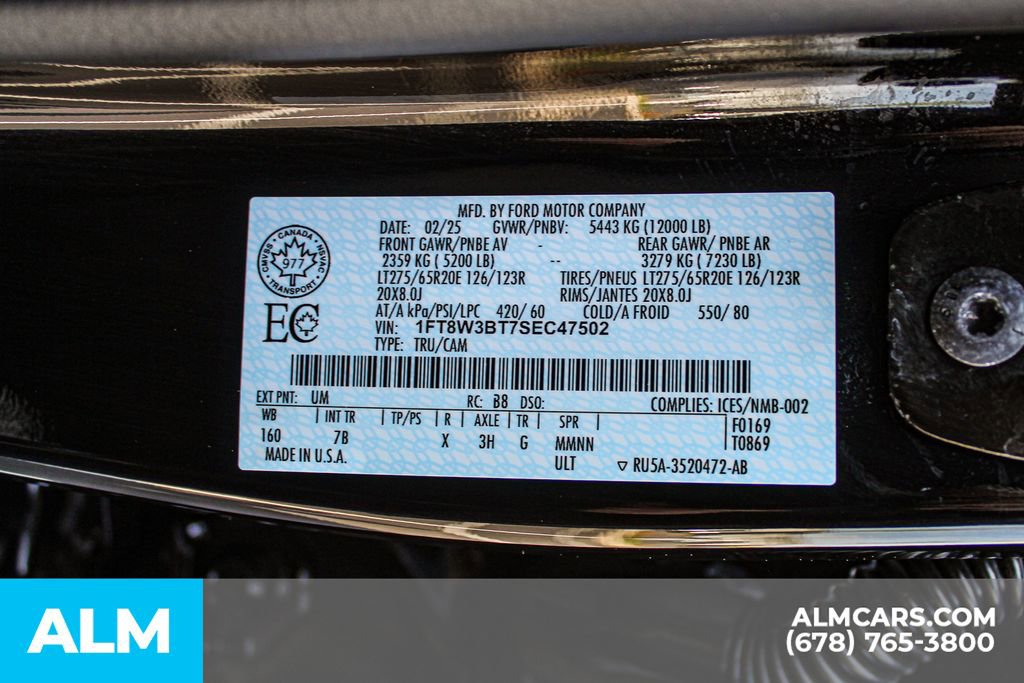 MFD. BY FORD MOTOR COMPANY
DATE: 02/25 GVWR/PNBV: 5443 KG (12000 LB)
FRONT GAWR/PNBE AV - REAR GAWR/ PNBE AR
2359 KG ( 5200 LB) -- 3279 KG ( 7230 LB)
LT275/65R20E 126/123R TIRES/PNEUS LT275/65R20E 126/123R
20X8.0J RIMS/JANTES 20X8.0J
AT/A kPa/PSI/LPC 420/ 60 COLD/A FROID 550/ 80
VIN: 1FT8W3BT7SEC47502
TYPE: TRU/CAM
CANADA
CMVSS - NSVAC
977
TRANSPORT
EC
EXT PNT: UM RC: B8 DSO: COMPLIES: ICES/NMB-002
WB | INT TR | TP/PS | R | AXLE | TR | SPR | F0169
160 7B X 3H G MMNN T0869
MADE IN U.S.A. ULT RU5A-3520472-AB
ALM
ALMCARS.COM
(678) 765-3800